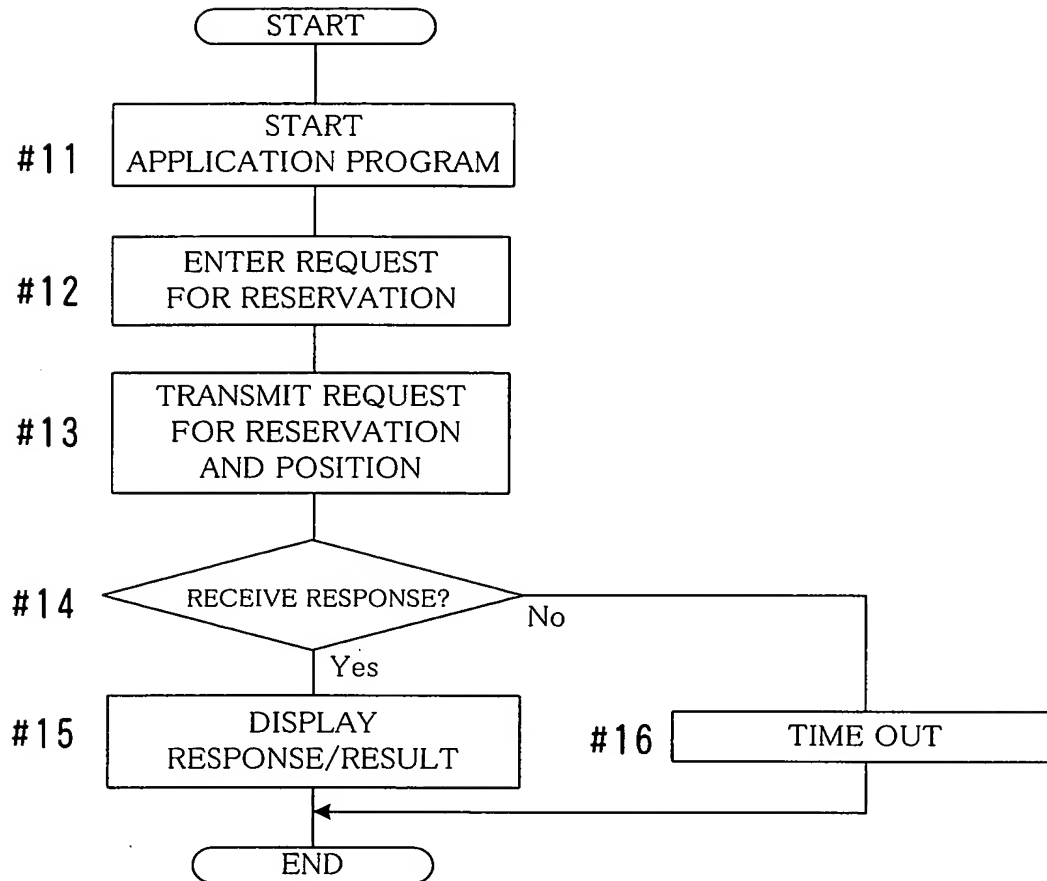 START
#11
START
APPLICATION PROGRAM
#12
ENTER REQUEST
FOR RESERVATION
#13
TRANSMIT REQUEST
FOR RESERVATION
AND POSITION
#14
RECEIVE RESPONSE?
No
Yes
#15
DISPLAY
RESPONSE/RESULT
#16
TIME OUT
END